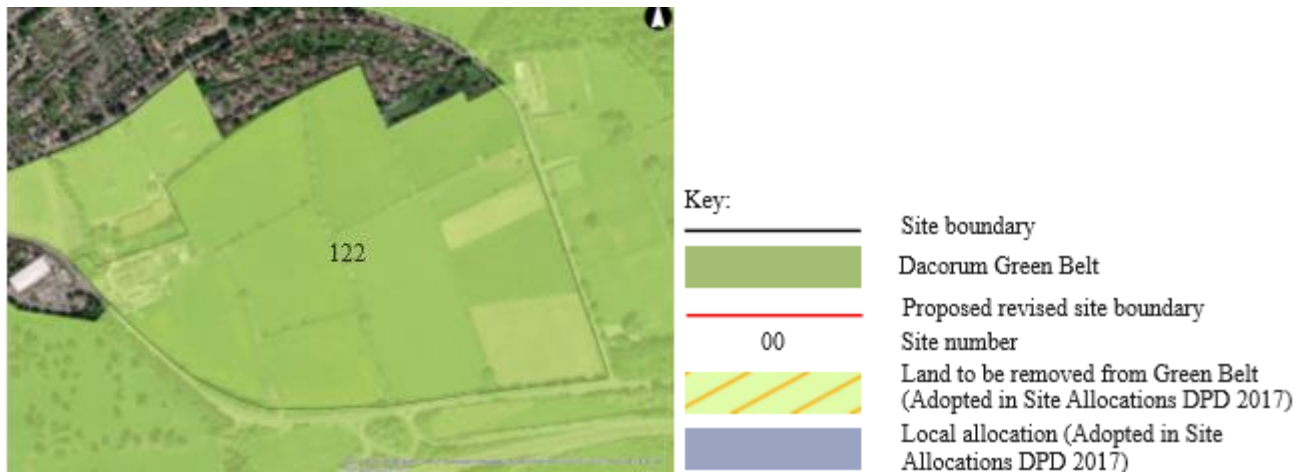 122
Key:
Site boundary
Dacorum Green Belt
Proposed revised site boundary
00
Site number
Land to be removed from Green Belt
(Adopted in Site Allocations DPD 2017)
Local allocation (Adopted in Site
Allocations DPD 2017)